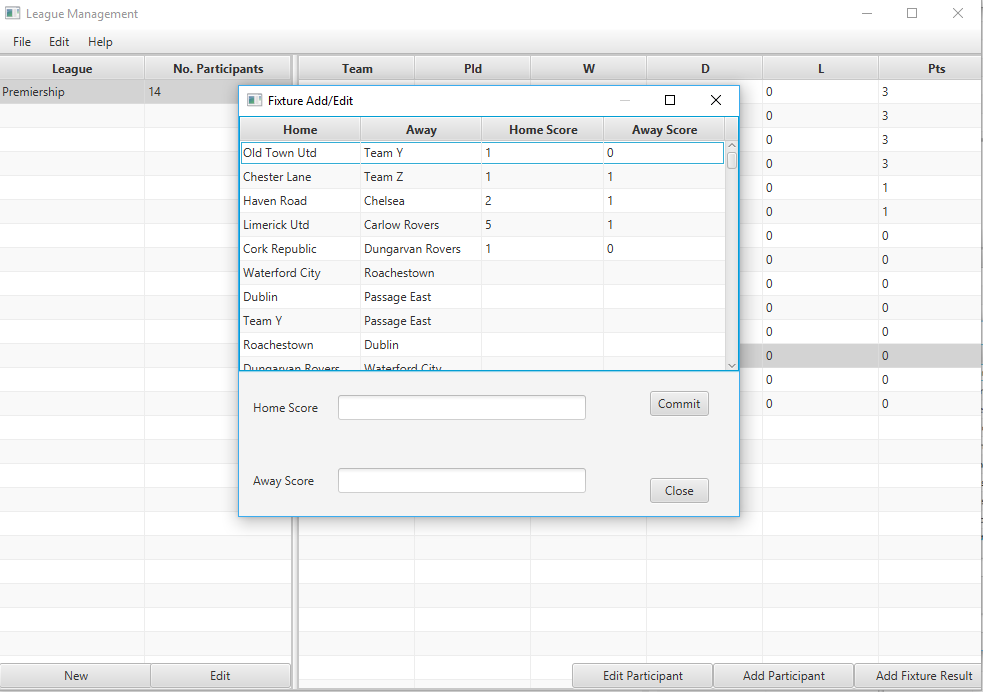 League Management
File Edit Help
League No. Participants Team Pld W D L Pts
Premiership 14 0 3
0 3
0 3
0 3
0 1
0 1
0 0
0 0
0 0
0 0
0 0
0 0
0 0
0 0
Fixture Add/Edit
Home Away Home Score Away Score
Old Town Utd Team Y 1 0
Chester Lane Team Z 1 1
Haven Road Chelsea 2 1
Limerick Utd Carlow Rovers 5 1
Cork Republic Dungarvan Rovers 1 0
Waterford City Roachestown
Dublin Passage East
Team Y Passage East
Roachestown Dublin
Dungarvan Rovers Waterford City
Home Score Commit
Away Score
Close
New Edit Edit Participant Add Participant Add Fixture Result